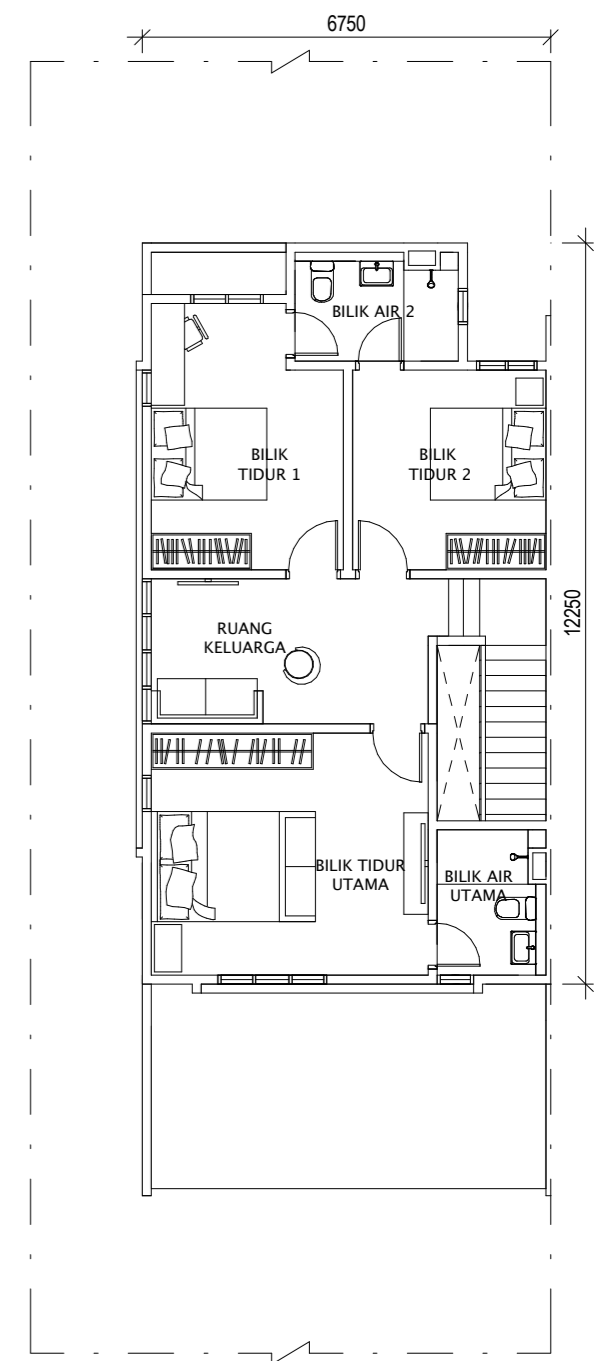 6750
BILIK AIR 2
BILIK
TIDUR 1
BILIK
TIDUR 2
12250
RUANG
KELUARGA
BILIK TIDUR
UTAMA
BILIK AIR
UTAMA